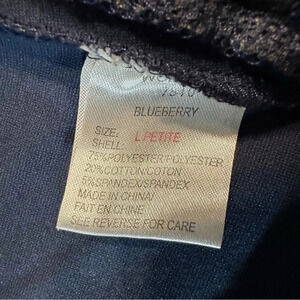 BLUEBERRY
SIZE: L PETITE
SHELL:
75%POLYESTER/POLYESTER
20%COTTON/COTON
5%SPANDEX/SPANDEX
MADE IN CHINA/
FAIT EN CHINE
SEE REVERSE FOR CARE